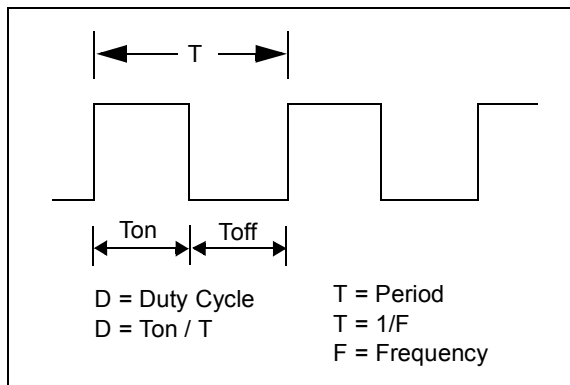 T
Ton Toff
D = Duty Cycle
D = Ton / T
T = Period
T = 1/F
F = Frequency